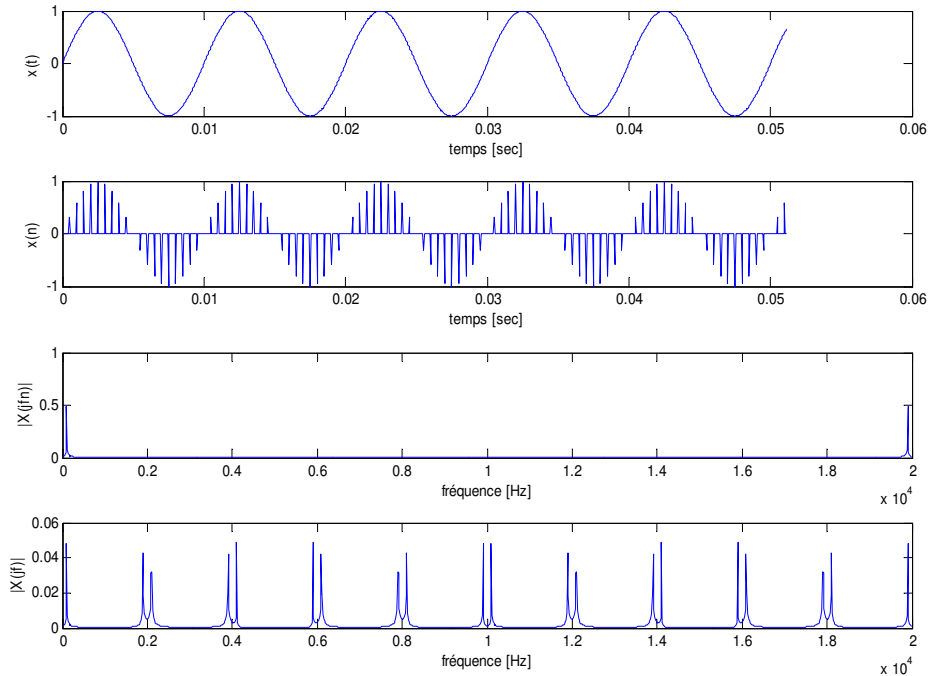 1
0
-1
x(t)
0 0.01 0.02 0.03 0.04 0.05 0.06
temps [sec]
1
0
-1
x(n)
0 0.01 0.02 0.03 0.04 0.05 0.06
temps [sec]
1
0.5
0
|X(jfn)|
0 0.2 0.4 0.6 0.8 1 1.2 1.4 1.6 1.8 2
fréquence [Hz]
x 10^4
0.06
0.04
0.02
0
|X(jf)|
0 0.2 0.4 0.6 0.8 1 1.2 1.4 1.6 1.8 2
fréquence [Hz]
x 10^4